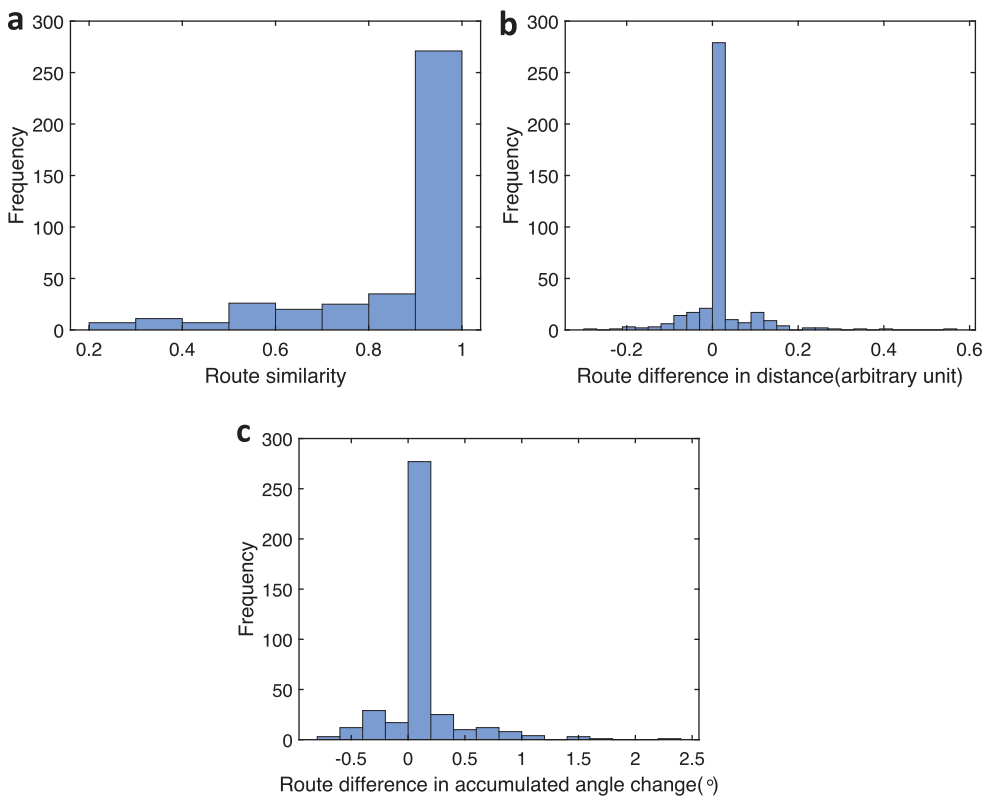 a
300
250
200
150
100
50
0
Frequency
0.2 0.4 0.6 0.8 1
Route similarity
b
300
250
200
150
100
50
0
Frequency
-0.2 0 0.2 0.4 0.6
Route difference in distance(arbitrary unit)
c
300
250
200
150
100
50
0
Frequency
-0.5 0 0.5 1 1.5 2 2.5
Route difference in accumulated angle change(°)